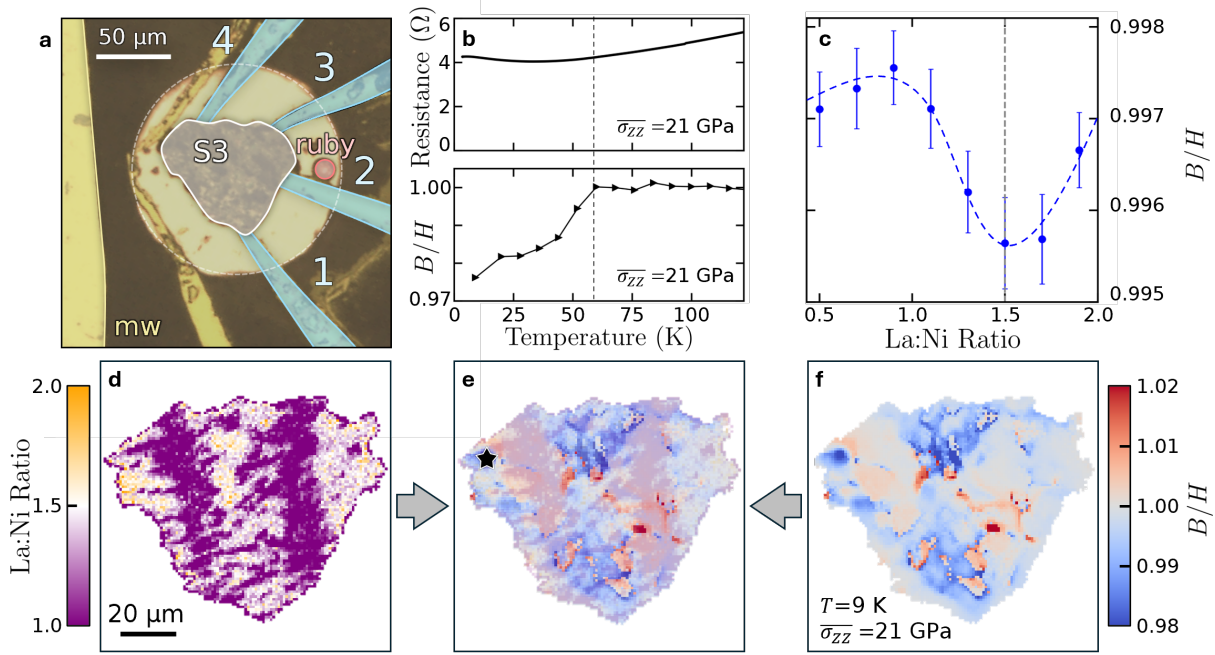 a
50 µm
4
3
S3
ruby
2
1
mw
b
Resistance (Ω)
6
4
2
0
σ_ZZ =21 GPa
B/H
1.00
0.97
σ_ZZ =21 GPa
0 25 50 75 100
Temperature (K)
c
0.998
0.997
0.996
0.995
B/H
0.5 1.0 1.5 2.0
La:Ni Ratio
d
La:Ni Ratio
2.0
1.5
1.0
20 µm
e
f
T=9 K
σ_ZZ =21 GPa
1.02
1.01
1.00
0.99
0.98
B/H